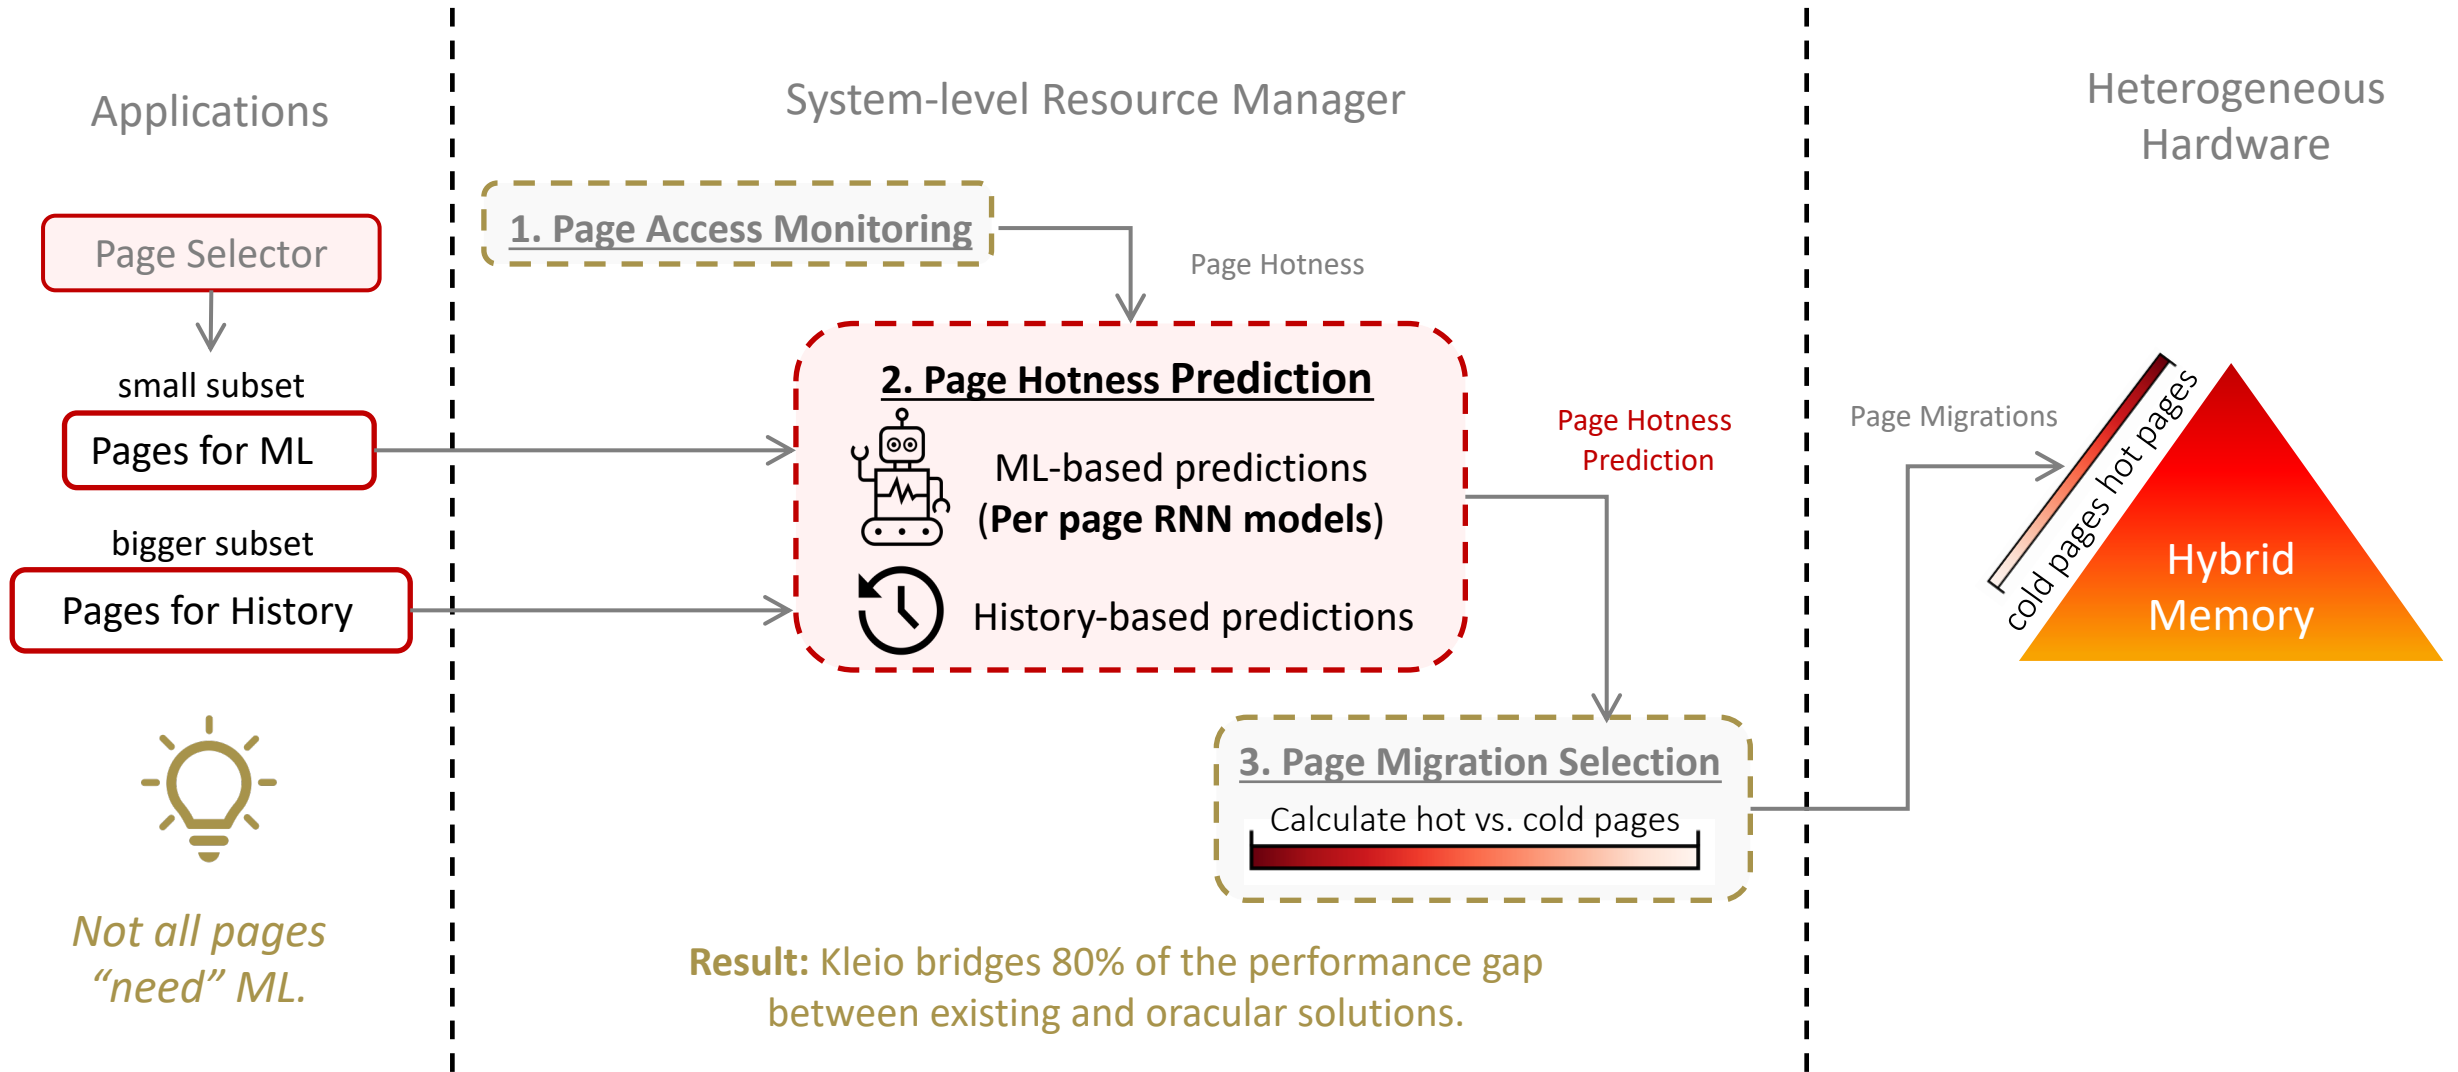 Applications
System-level Resource Manager
Heterogeneous
Hardware
Page Selector
small subset
Pages for ML
bigger subset
Pages for History
Not all pages
“need” ML.
1. Page Access Monitoring
Page Hotness
2. Page Hotness Prediction
ML-based predictions
(Per page RNN models)
History-based predictions
Page Hotness
Prediction
3. Page Migration Selection
Calculate hot vs. cold pages
Result: Kleio bridges 80% of the performance gap
between existing and oracular solutions.
Page Migrations
cold pages hot pages
Hybrid
Memory